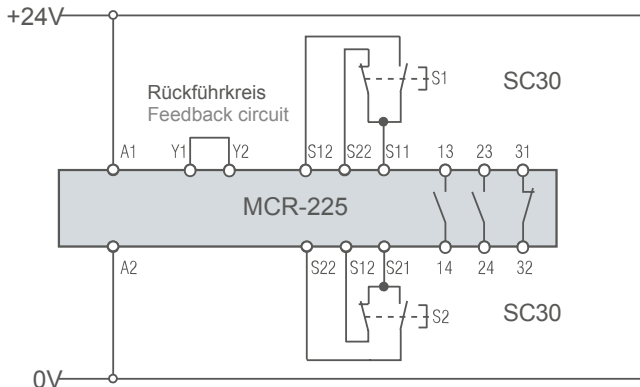 +24V
SC30
S1
Rückführkreis
Feedback circuit
A1 Y1 Y2 S12 S22 S11 13 23 31
MCR-225
A2 S22 S12 S21 14 24 32
S2
SC30
0V